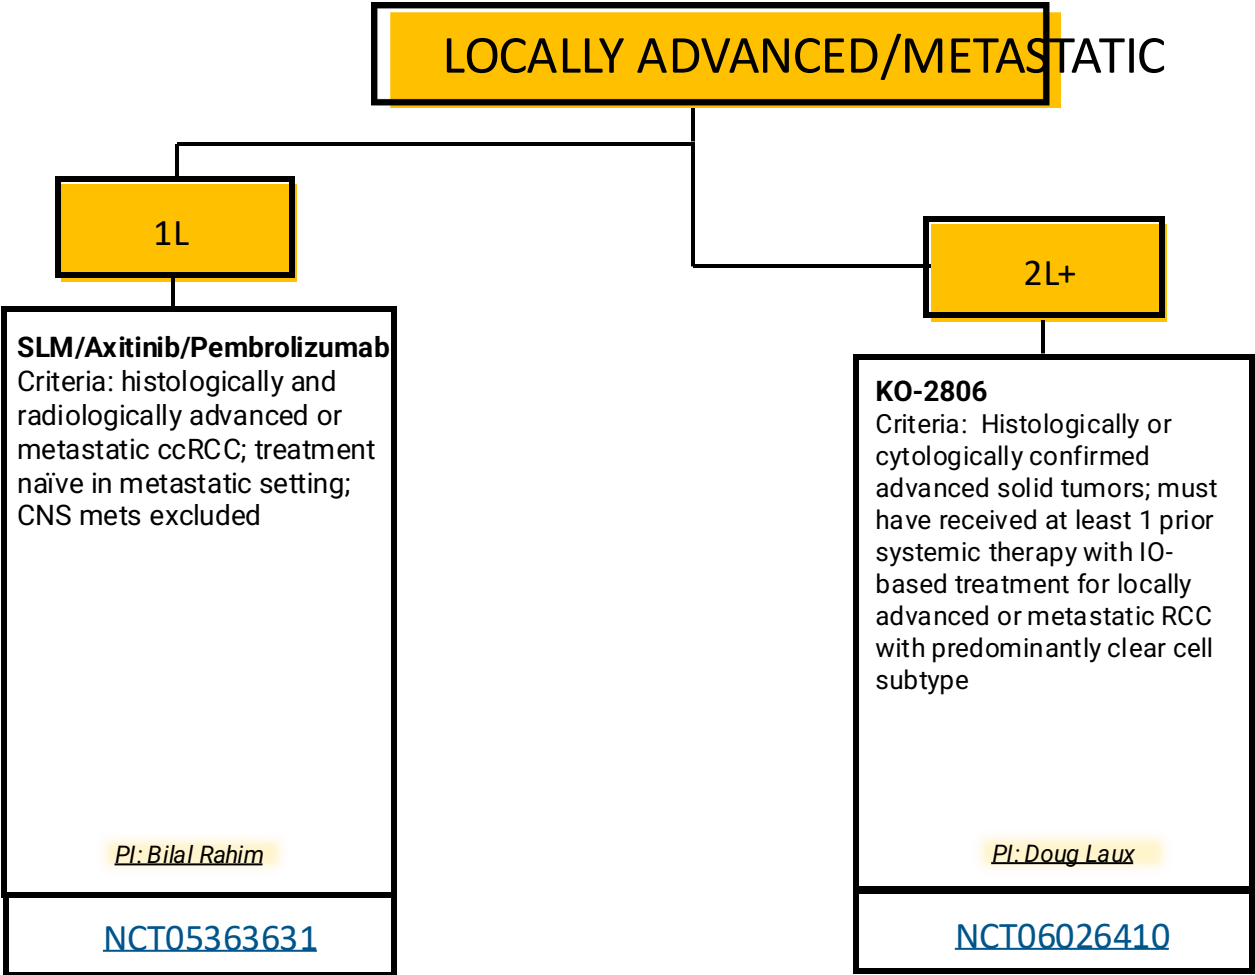 LOCALLY ADVANCED/METASTATIC
1L
SLM/Axitinib/Pembrolizumab
Criteria: histologically and
radiologically advanced or
metastatic ccRCC; treatment
naïve in metastatic setting;
CNS mets excluded
PI: Bilal Rahim
NCT05363631
2L+
KO-2806
Criteria:  Histologically or
cytologically confirmed
advanced solid tumors; must
have received at least 1 prior
systemic therapy with IO-
based treatment for locally
advanced or metastatic RCC
with predominantly clear cell
subtype
PI: Doug Laux
NCT06026410